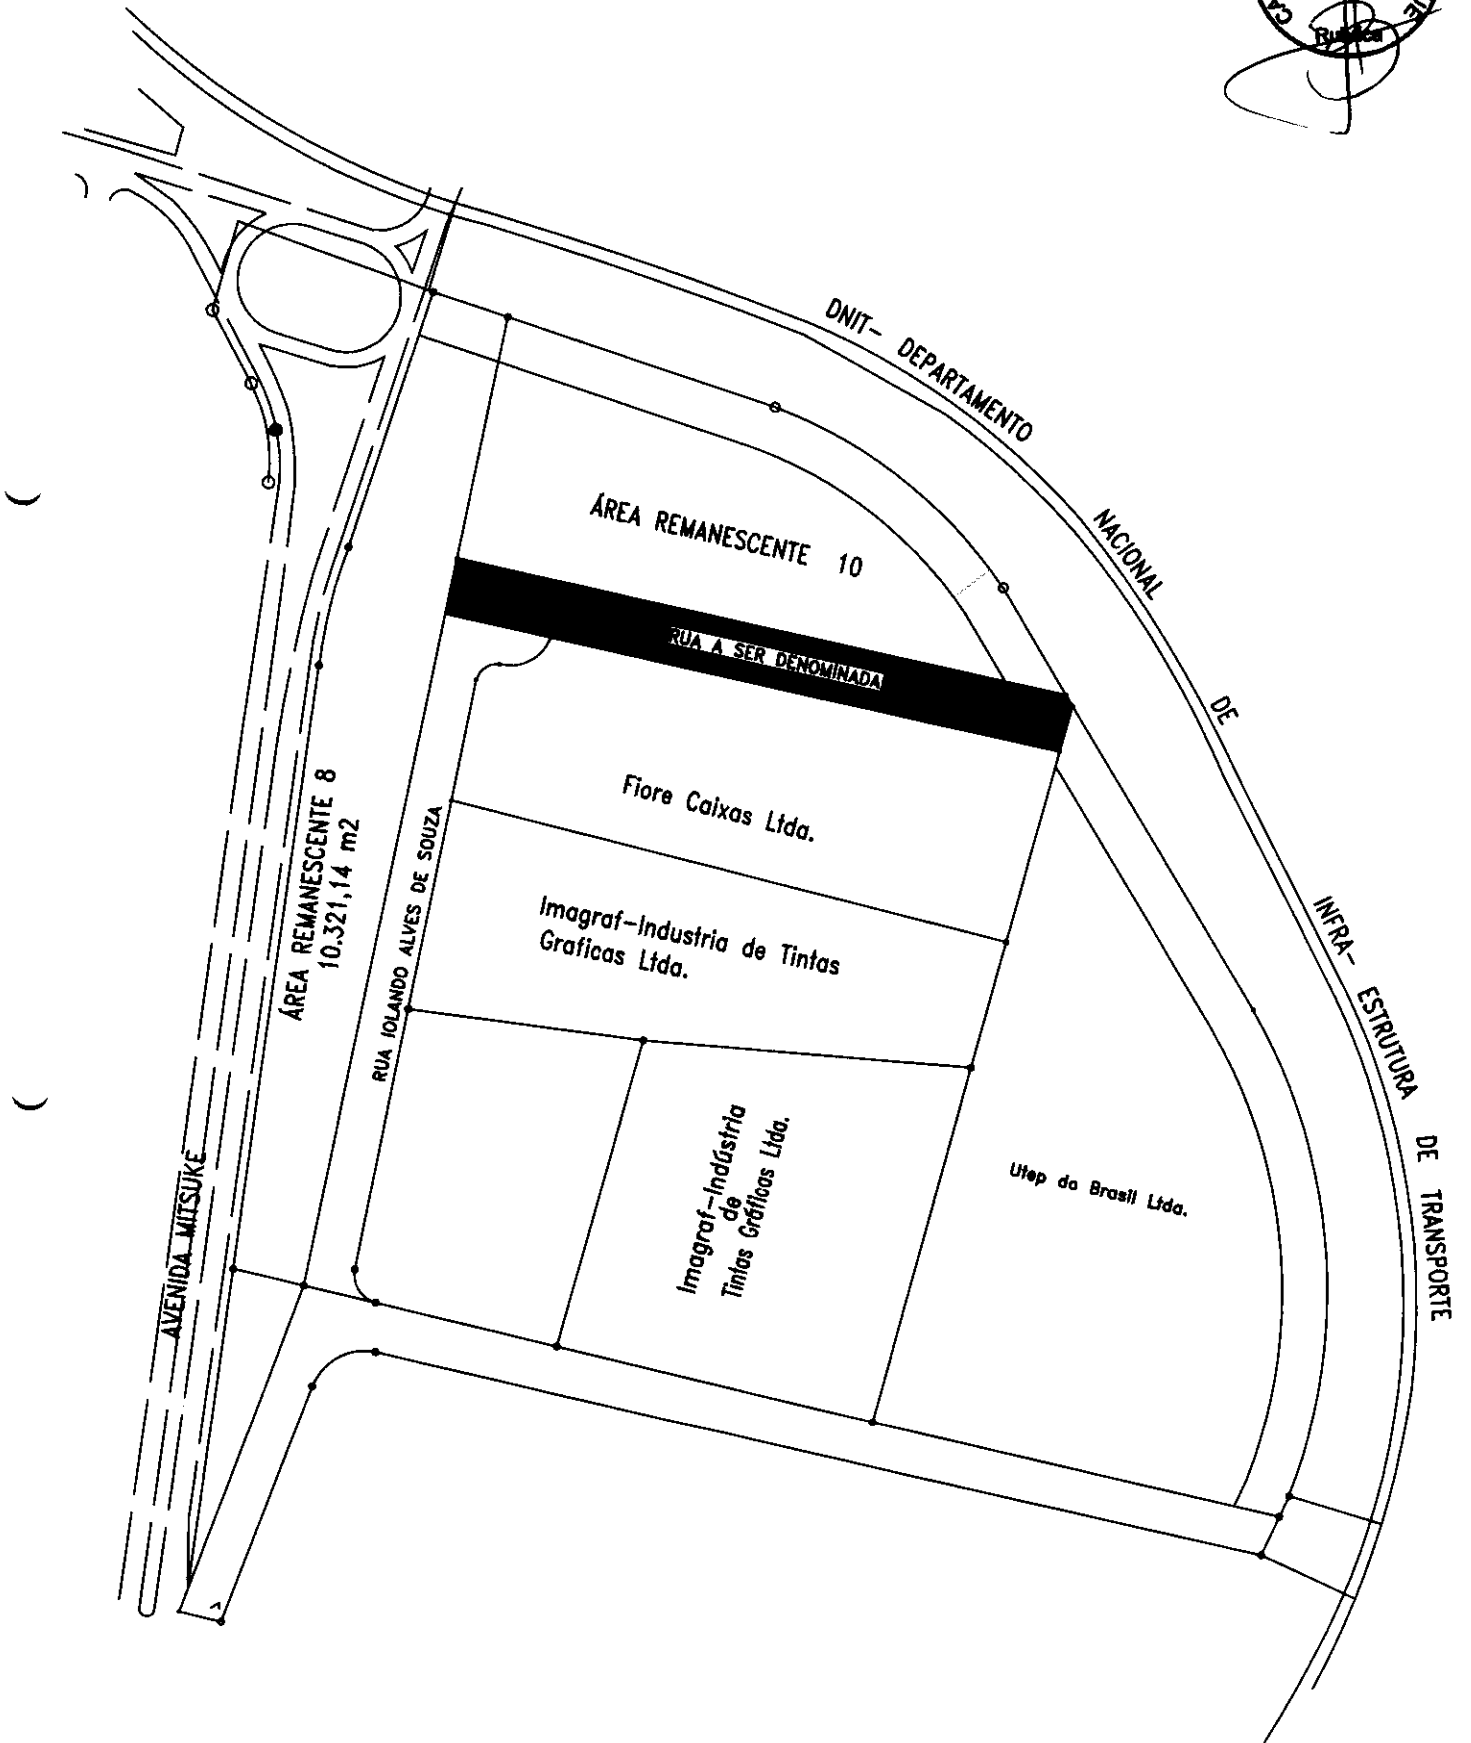 Rubrica
DNIT- DEPARTAMENTO NACIONAL DE INFRA- ESTRUTURA DE TRANSPORTE
ÁREA REMANESCENTE 10
RUA A SER DENOMINADA
Fiore Caixas Ltda.
ÁREA REMANESCENTE 8
10.321,14 m2
RUA IOLANDO ALVES DE SOUZA
Imagraf-Industria de Tintas
Graficas Ltda.
Imagraf-Indústria
de
Tintas Gráficas Ltda.
Utep do Brasil Ltda.
AVENIDA MITSUKE